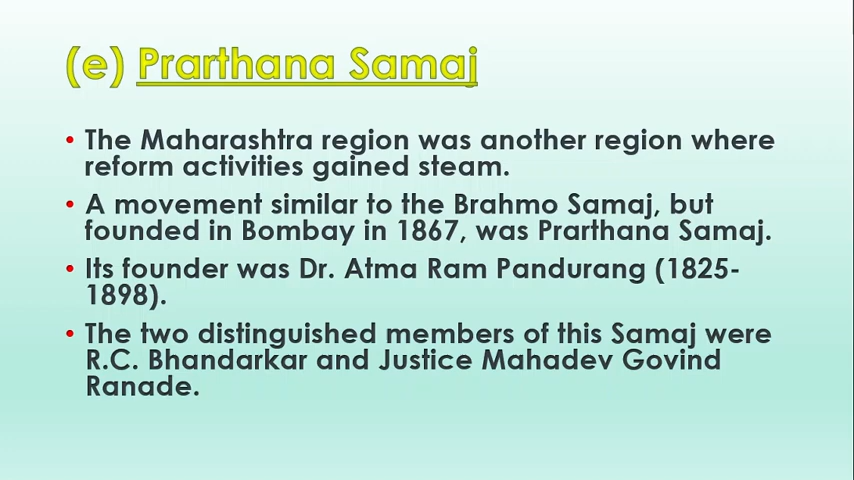 (e) Prarthana Samaj
• The Maharashtra region was another region where
reform activities gained steam.
• A movement similar to the Brahmo Samaj, but
founded in Bombay in 1867, was Prarthana Samaj.
• Its founder was Dr. Atma Ram Pandurang (1825-
1898).
• The two distinguished members of this Samaj were
R.C. Bhandarkar and Justice Mahadev Govind
Ranade.